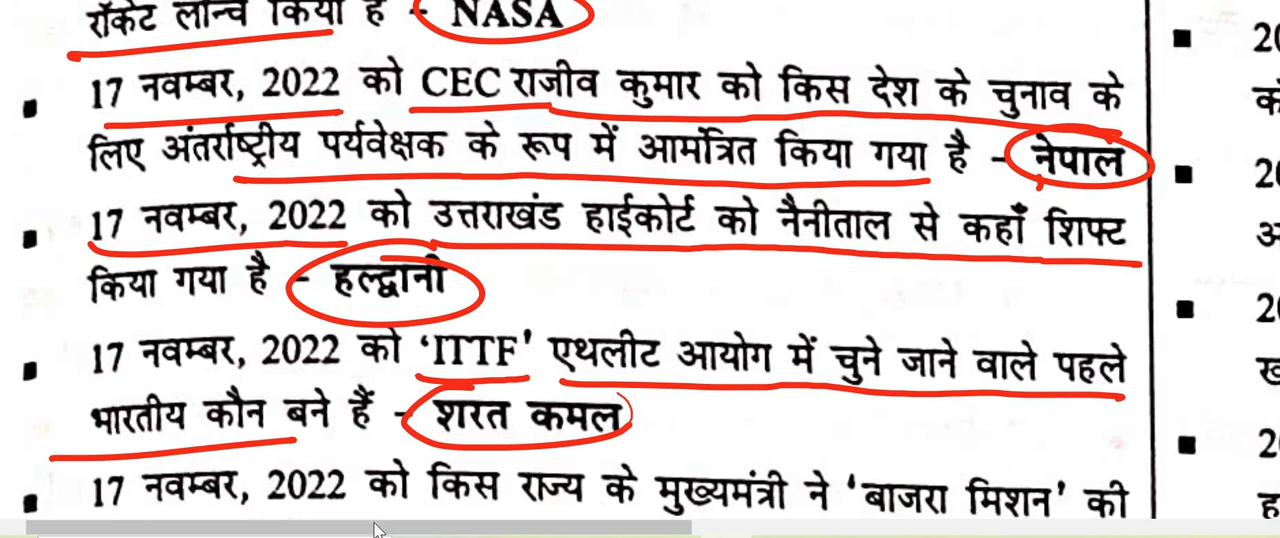 रॉकेट लॉन्च किया है - NASA
17 नवम्बर, 2022 को CEC राजीव कुमार को किस देश के चुनाव के
लिए अंतर्राष्ट्रीय पर्यवेक्षक के रूप में आमंत्रित किया गया है - नेपाल
17 नवम्बर, 2022 को उत्तराखंड हाईकोर्ट को नैनीताल से कहाँ शिफ्ट
किया गया है - हल्द्वानी
17 नवम्बर, 2022 को ‘ITTF’ एथलीट आयोग में चुने जाने वाले पहले
भारतीय कौन बने हैं - शरत कमल
17 नवम्बर, 2022 को किस राज्य के मुख्यमंत्री ने ‘बाजरा मिशन’ की